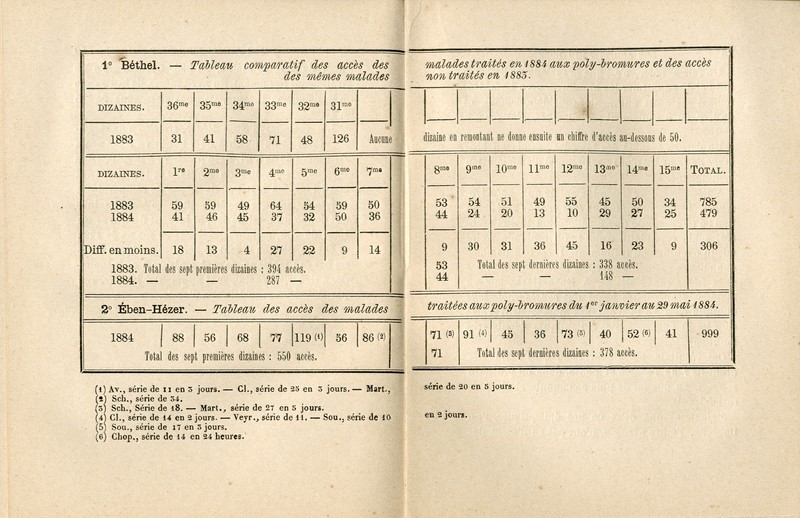 1° Béthel. — Tableau comparatif des accès des malades traités en 1884 aux poly-bromures et des accès
des mêmes malades non traités en 1883.
DIZAINES. 36me 35me 34me 33me 32me 31me
1883 31 41 58 71 48 126 Aucune dizaine en remontant ne donne ensuite un chiffre d'accès au-dessous de 50.
DIZAINES. 1re 2me 3me 4me 5me 6me 7me 8me 9me 10me 11me 12me 13me 14me 15me TOTAL.
1883 59 59 49 64 54 59 50 53 54 51 49 55 45 50 34 785
1884 41 46 45 37 32 50 36 44 24 20 13 10 29 27 25 479
Diff. en moins. 18 13 4 27 22 9 14 9 30 31 36 45 16 23 9 306
1883. Total des sept premières dizaines : 394 accès. 53 Total des sept dernières dizaines : 338 accès.
1884. — — 287 — 44 — — 148 —
2° Ében-Hézer. — Tableau des accès des malades traitées aux poly-bromures du 1er janvier au 29 mai 1884.
1884 88 56 68 77 119 (1) 56 86 (2) 71 (3) 91 (4) 45 36 73 (5) 40 52 (6) 41 999
Total des sept premières dizaines : 550 accès. 71 Total des sept dernières dizaines : 378 accès.
(1) Av., série de 11 en 3 jours. — Cl., série de 25 en 3 jours. — Mart., série de 20 en 5 jours.
(2) Sch., série de 34.
(3) Sch., Série de 18. — Mart., série de 27 en 5 jours.
(4) Cl., série de 14 en 2 jours. — Veyr., série de 11. — Sou., série de 10 en 2 jours.
(5) Sou., série de 17 en 3 jours.
(6) Chop., série de 14 en 24 heures.